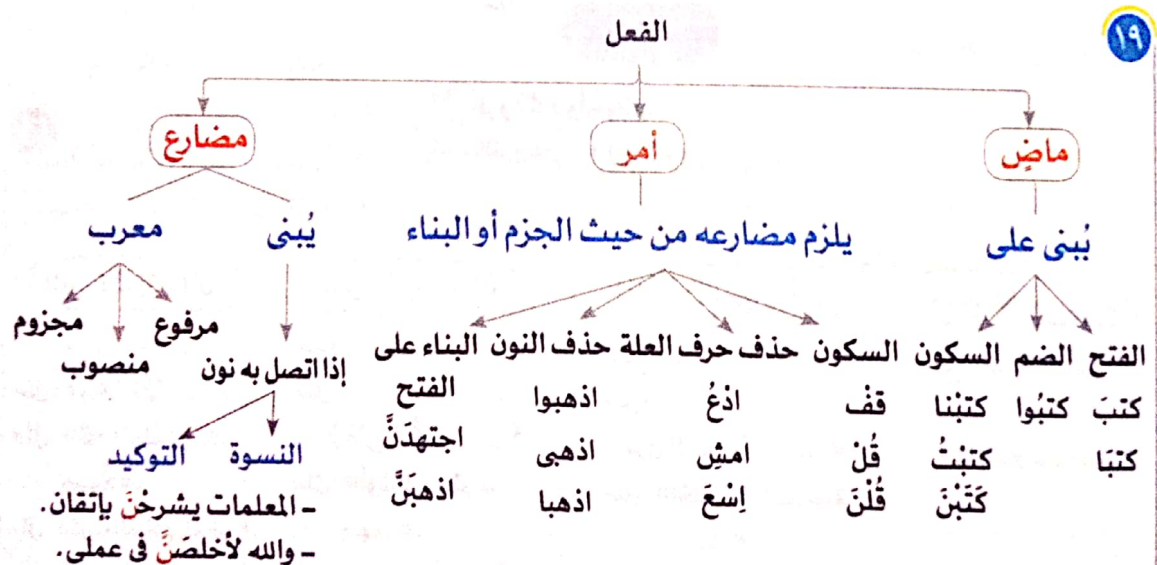 ١٩
الفعل
ماضٍ
أمر
مضارع
يُبنى على
يلزم مضارعه من حيث الجزم أو البناء
يُبنى
معرب
الفتح الضم السكون
كتبَ كتبُوا كتبْنا
كتبَا كتبْتُ
كَتَبْنَ
السكون حذف حرف العلة حذف النون البناء على الفتح
قفْ ادْعُ اذهبوا اجتهدَنَّ
قُلْ امشِ اذهبى اذهبَنَّ
قُلْنَ اِسْعَ اذهبا
إذا اتصل به نون
النسوة التوكيد
مرفوع
منصوب
مجزوم
– المعلمات يشرحْنَ بإتقان.
– والله لأخلصَنَّ فى عملى.